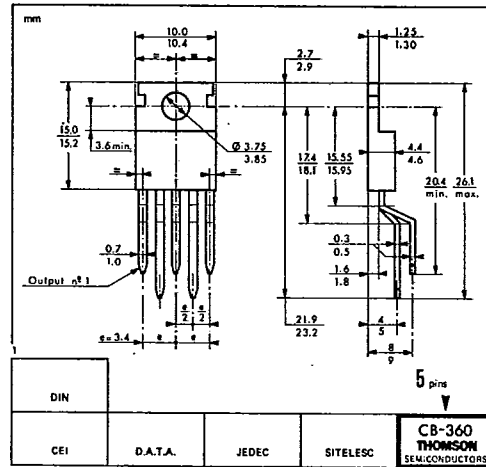 mm
10.0
10.4
=
=
1.25
1.30
2.7
2.9
15,0
15,2
3.6 min.
Ø 3.75
3.85
=
=
17.4
18.1
15.55
15.95
4.4
4.6
20.4
min.
26.1
max.
0.7
1.0
0.3
0.5
1.6
1.8
Output nº 1
e
2
e
2
e=3.4
e
e
21.9
23.2
4
5
8
9
5 pins
DIN
CEI
D.A.T.A.
JEDEC
SITELESC
CB-360
THOMSON
SEMICONDUCTORS